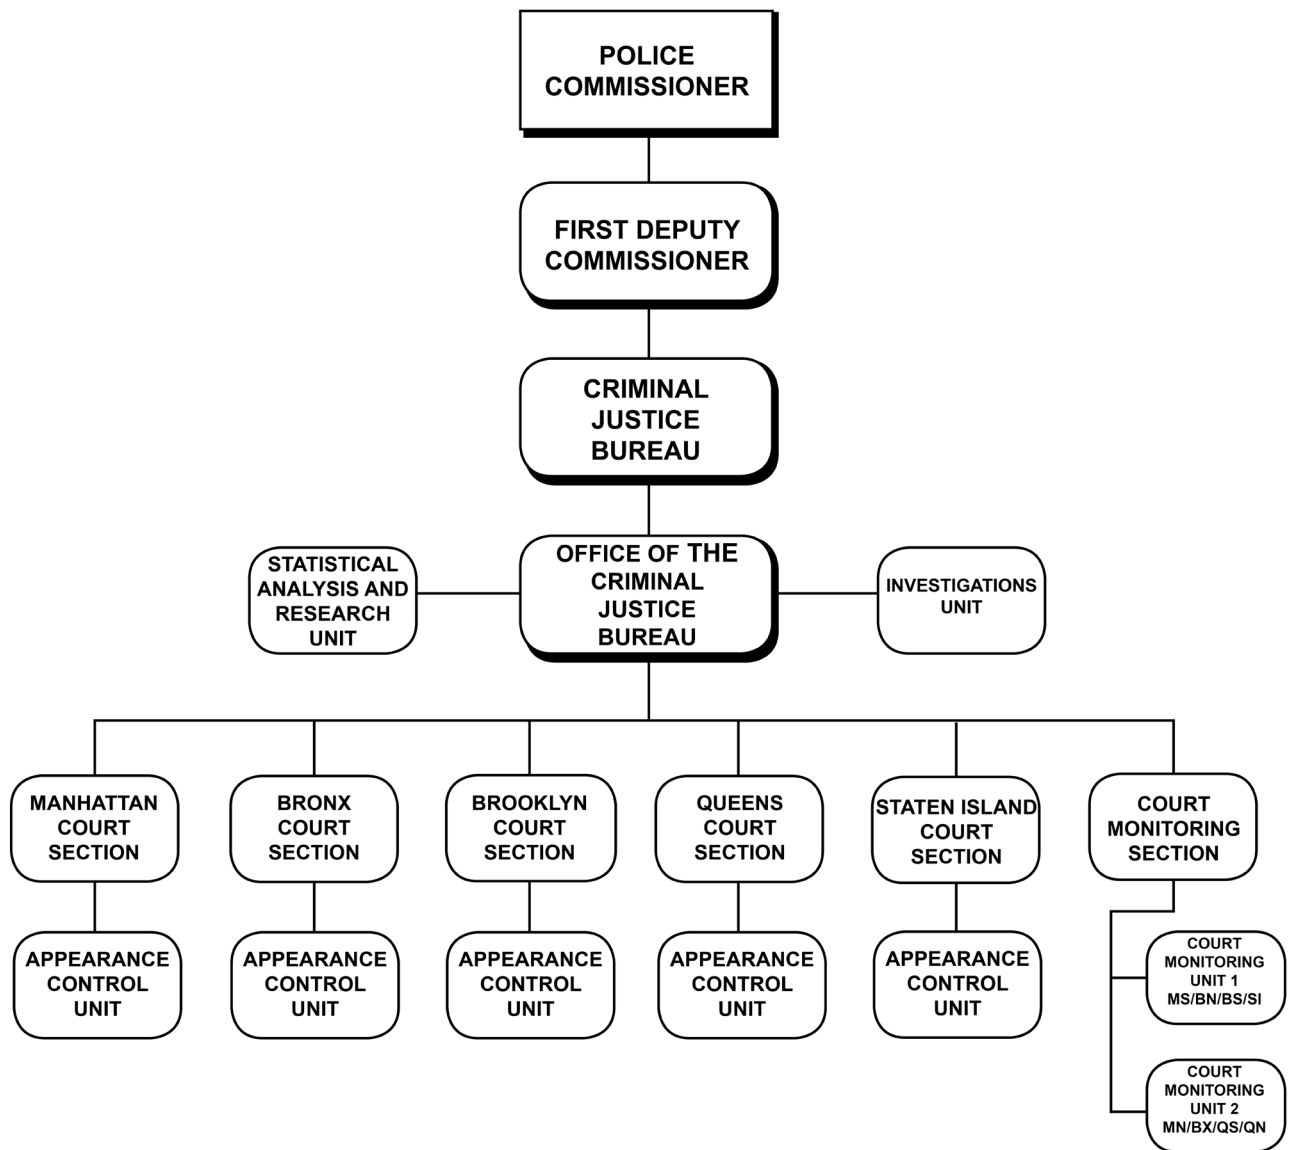 POLICE
COMMISSIONER
FIRST DEPUTY
COMMISSIONER
CRIMINAL
JUSTICE
BUREAU
STATISTICAL
ANALYSIS AND
RESEARCH
UNIT
OFFICE OF THE
CRIMINAL
JUSTICE
BUREAU
INVESTIGATIONS
UNIT
MANHATTAN
COURT
SECTION
BRONX
COURT
SECTION
BROOKLYN
COURT
SECTION
QUEENS
COURT
SECTION
STATEN ISLAND
COURT
SECTION
COURT
MONITORING
SECTION
APPEARANCE
CONTROL
UNIT
APPEARANCE
CONTROL
UNIT
APPEARANCE
CONTROL
UNIT
APPEARANCE
CONTROL
UNIT
APPEARANCE
CONTROL
UNIT
COURT
MONITORING
UNIT 1
MS/BN/BS/SI
COURT
MONITORING
UNIT 2
MN/BX/QS/QN